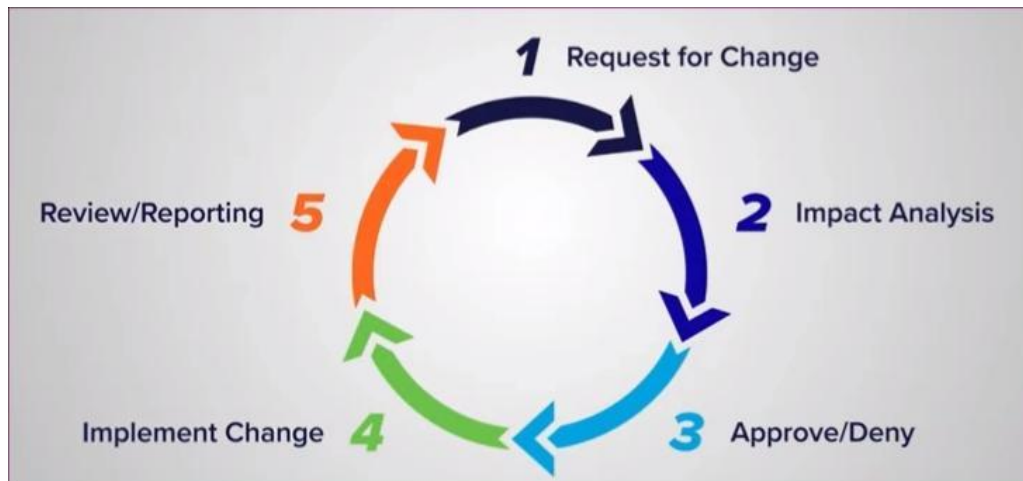 1 Request for Change
2 Impact Analysis
3 Approve/Deny
Implement Change 4
Review/Reporting 5